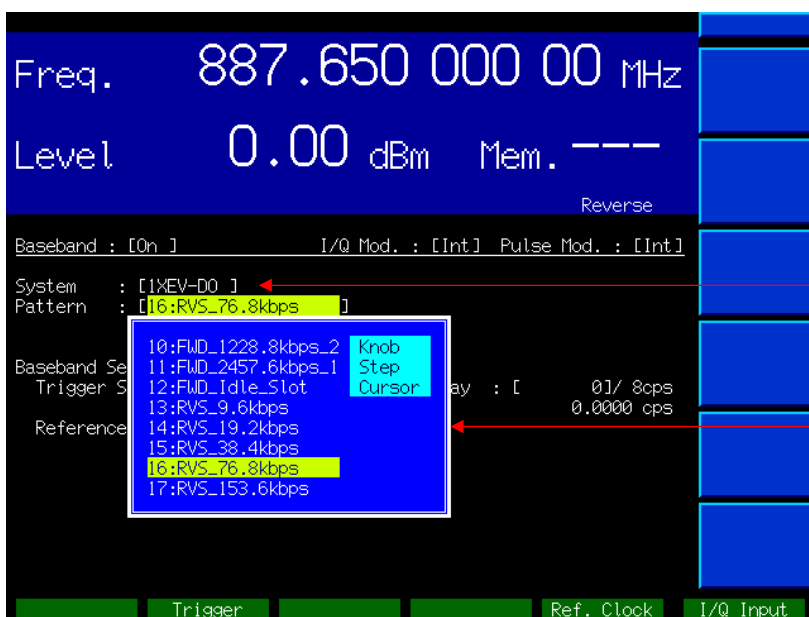 Freq. 887.650 000 00 MHz
Level 0.00 dBm Mem. ---
Reverse
Baseband : [On ] I/Q Mod. : [Int] Pulse Mod. : [Int]
System : [1XEV-DO ]
Pattern : [16:RVS_76.8kbps ]
10:FWD_1228.8kbps_2 Knob
Baseband Se 11:FWD_2457.6kbps_1 Step
Trigger S 12:FWD_Idle_Slot Cursor ay : [ 0]/ 8cps
13:RVS_9.6kbps 0.0000 cps
Reference 14:RVS_19.2kbps
15:RVS_38.4kbps
16:RVS_76.8kbps
17:RVS_153.6kbps
Trigger Ref. Clock I/Q Input